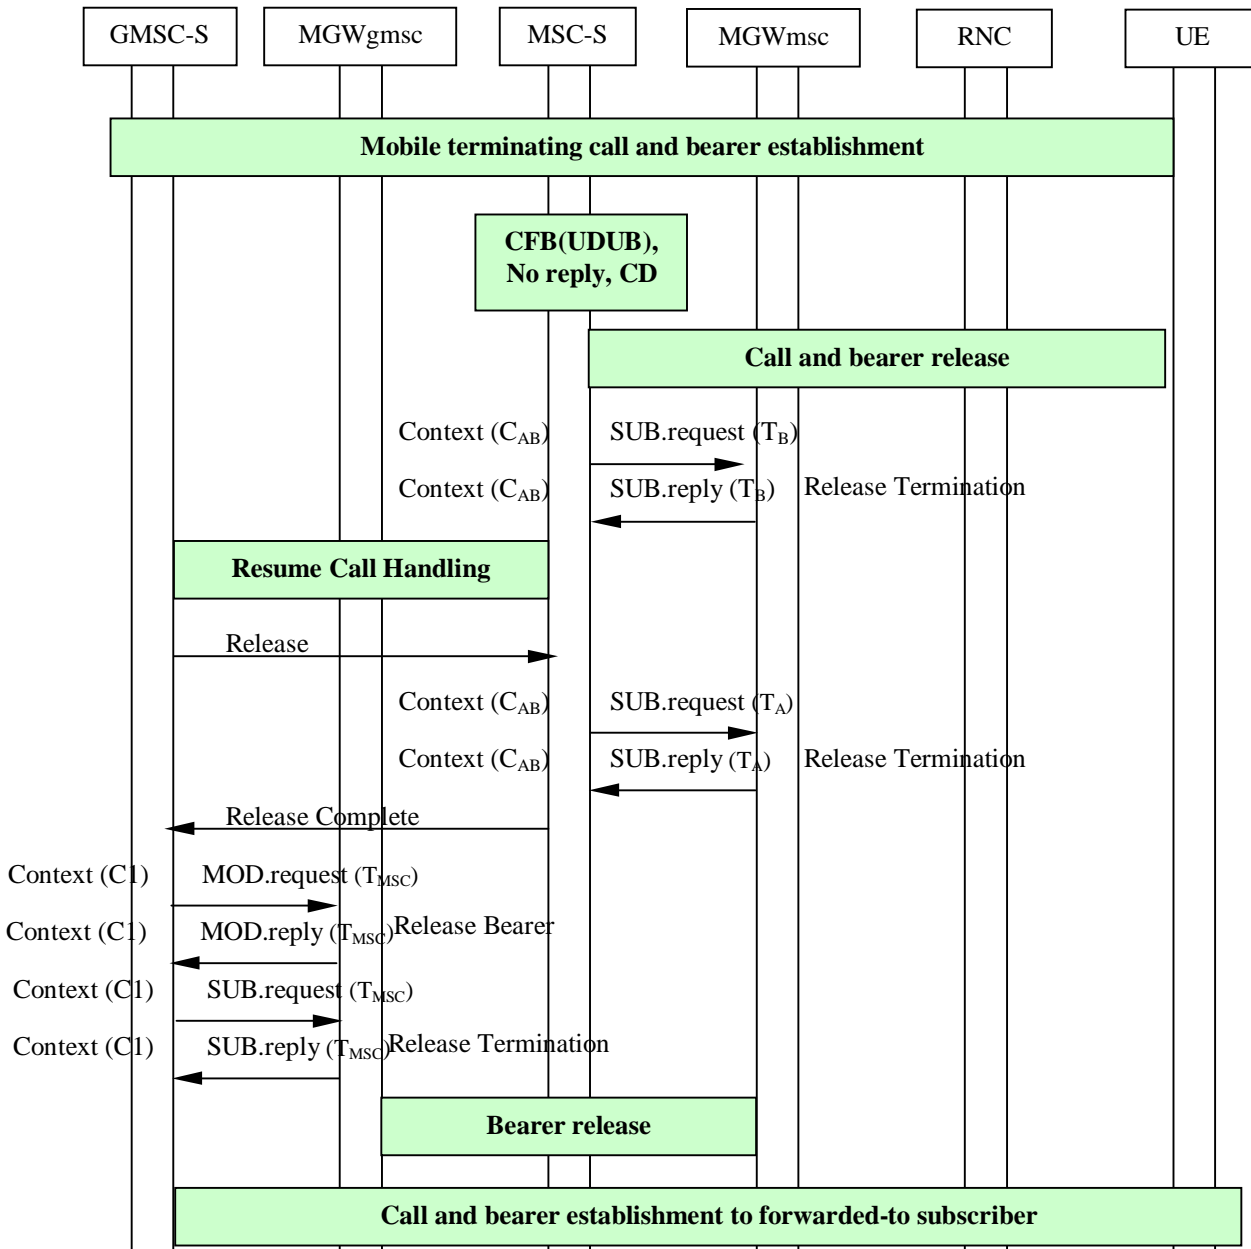 GMSC-S MGWgmsc MSC-S MGWmsc RNC UE
Mobile terminating call and bearer establishment
CFB(UDUB),
No reply, CD
Call and bearer release
Context (CAB) SUB.request (TB)
Context (CAB) SUB.reply (TB) Release Termination
Resume Call Handling
Release
Context (CAB) SUB.request (TA)
Context (CAB) SUB.reply (TA) Release Termination
Release Complete
Context (C1) MOD.request (TMSC)
Context (C1) MOD.reply (TMSC) Release Bearer
Context (C1) SUB.request (TMSC)
Context (C1) SUB.reply (TMSC) Release Termination
Bearer release
Call and bearer establishment to forwarded-to subscriber